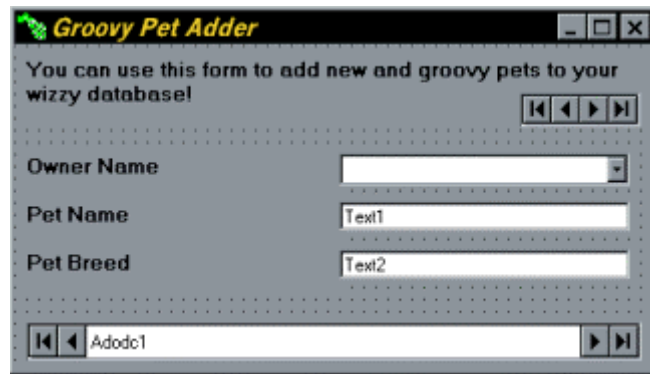 Groovy Pet Adder
You can use this form to add new and groovy pets to your
wizzy database!
Owner Name
Pet Name
Text1
Pet Breed
Text2
Adodc1